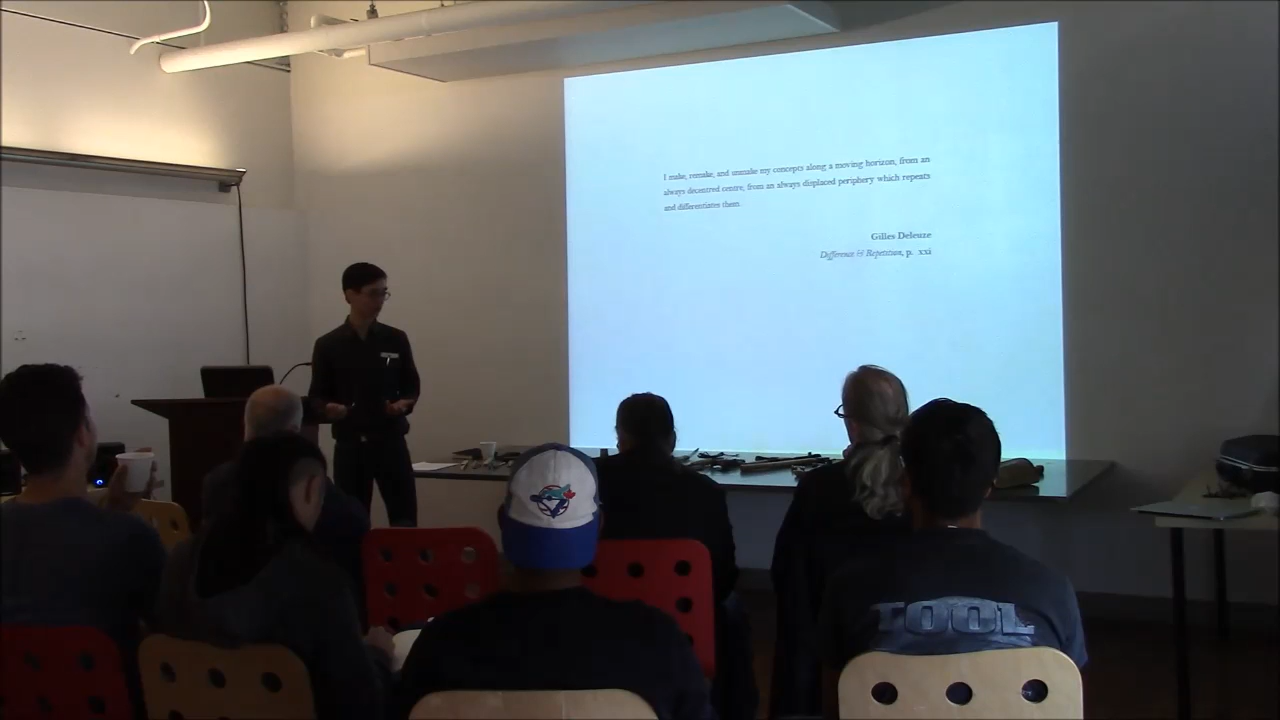 I make, remake, and unmake my concepts along a moving horizon, from an
always decentred centre, from an always displaced periphery which repeats
and differentiates them.
Gilles Deleuze
Difference & Repetition, p. xxi
TOOL